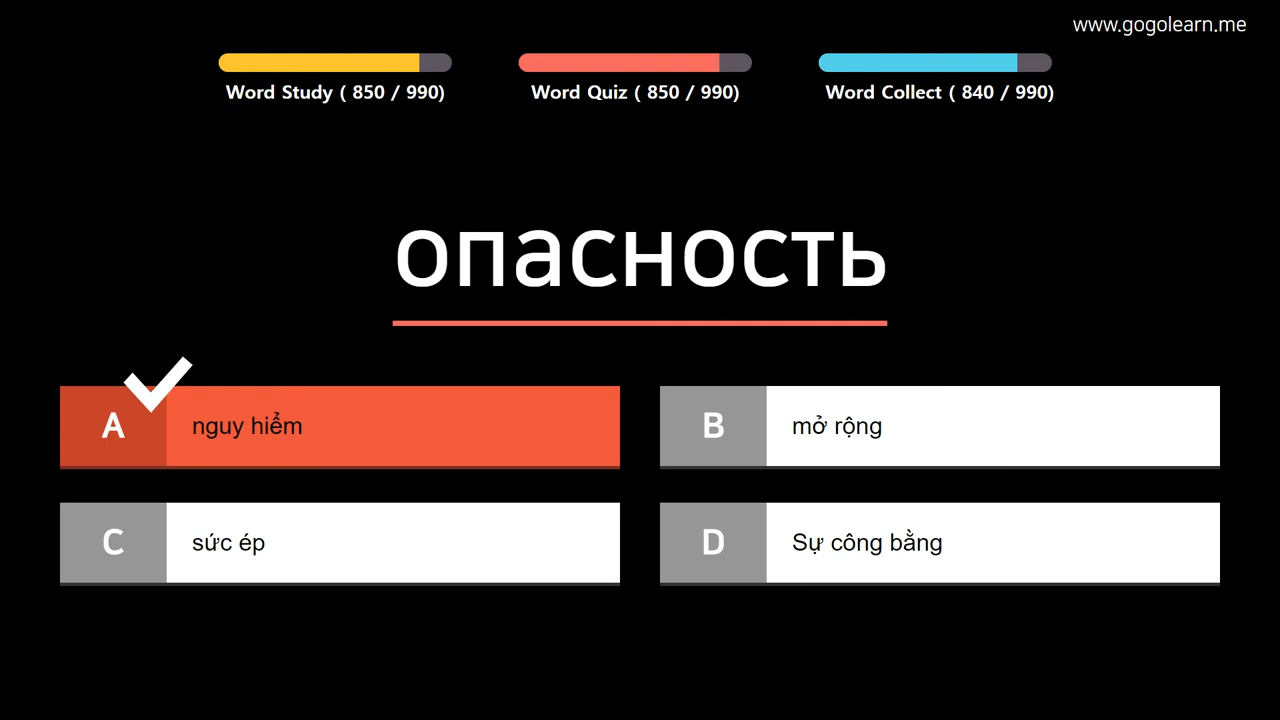 www.gogolearn.me
Word Study ( 850 / 990)
Word Quiz ( 850 / 990)
Word Collect ( 840 / 990)
опасность
A nguy hiểm
B mở rộng
C sức ép
D Sự công bằng